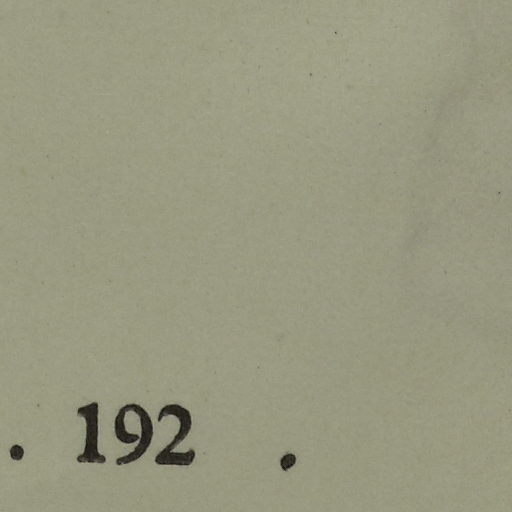 . 192 .